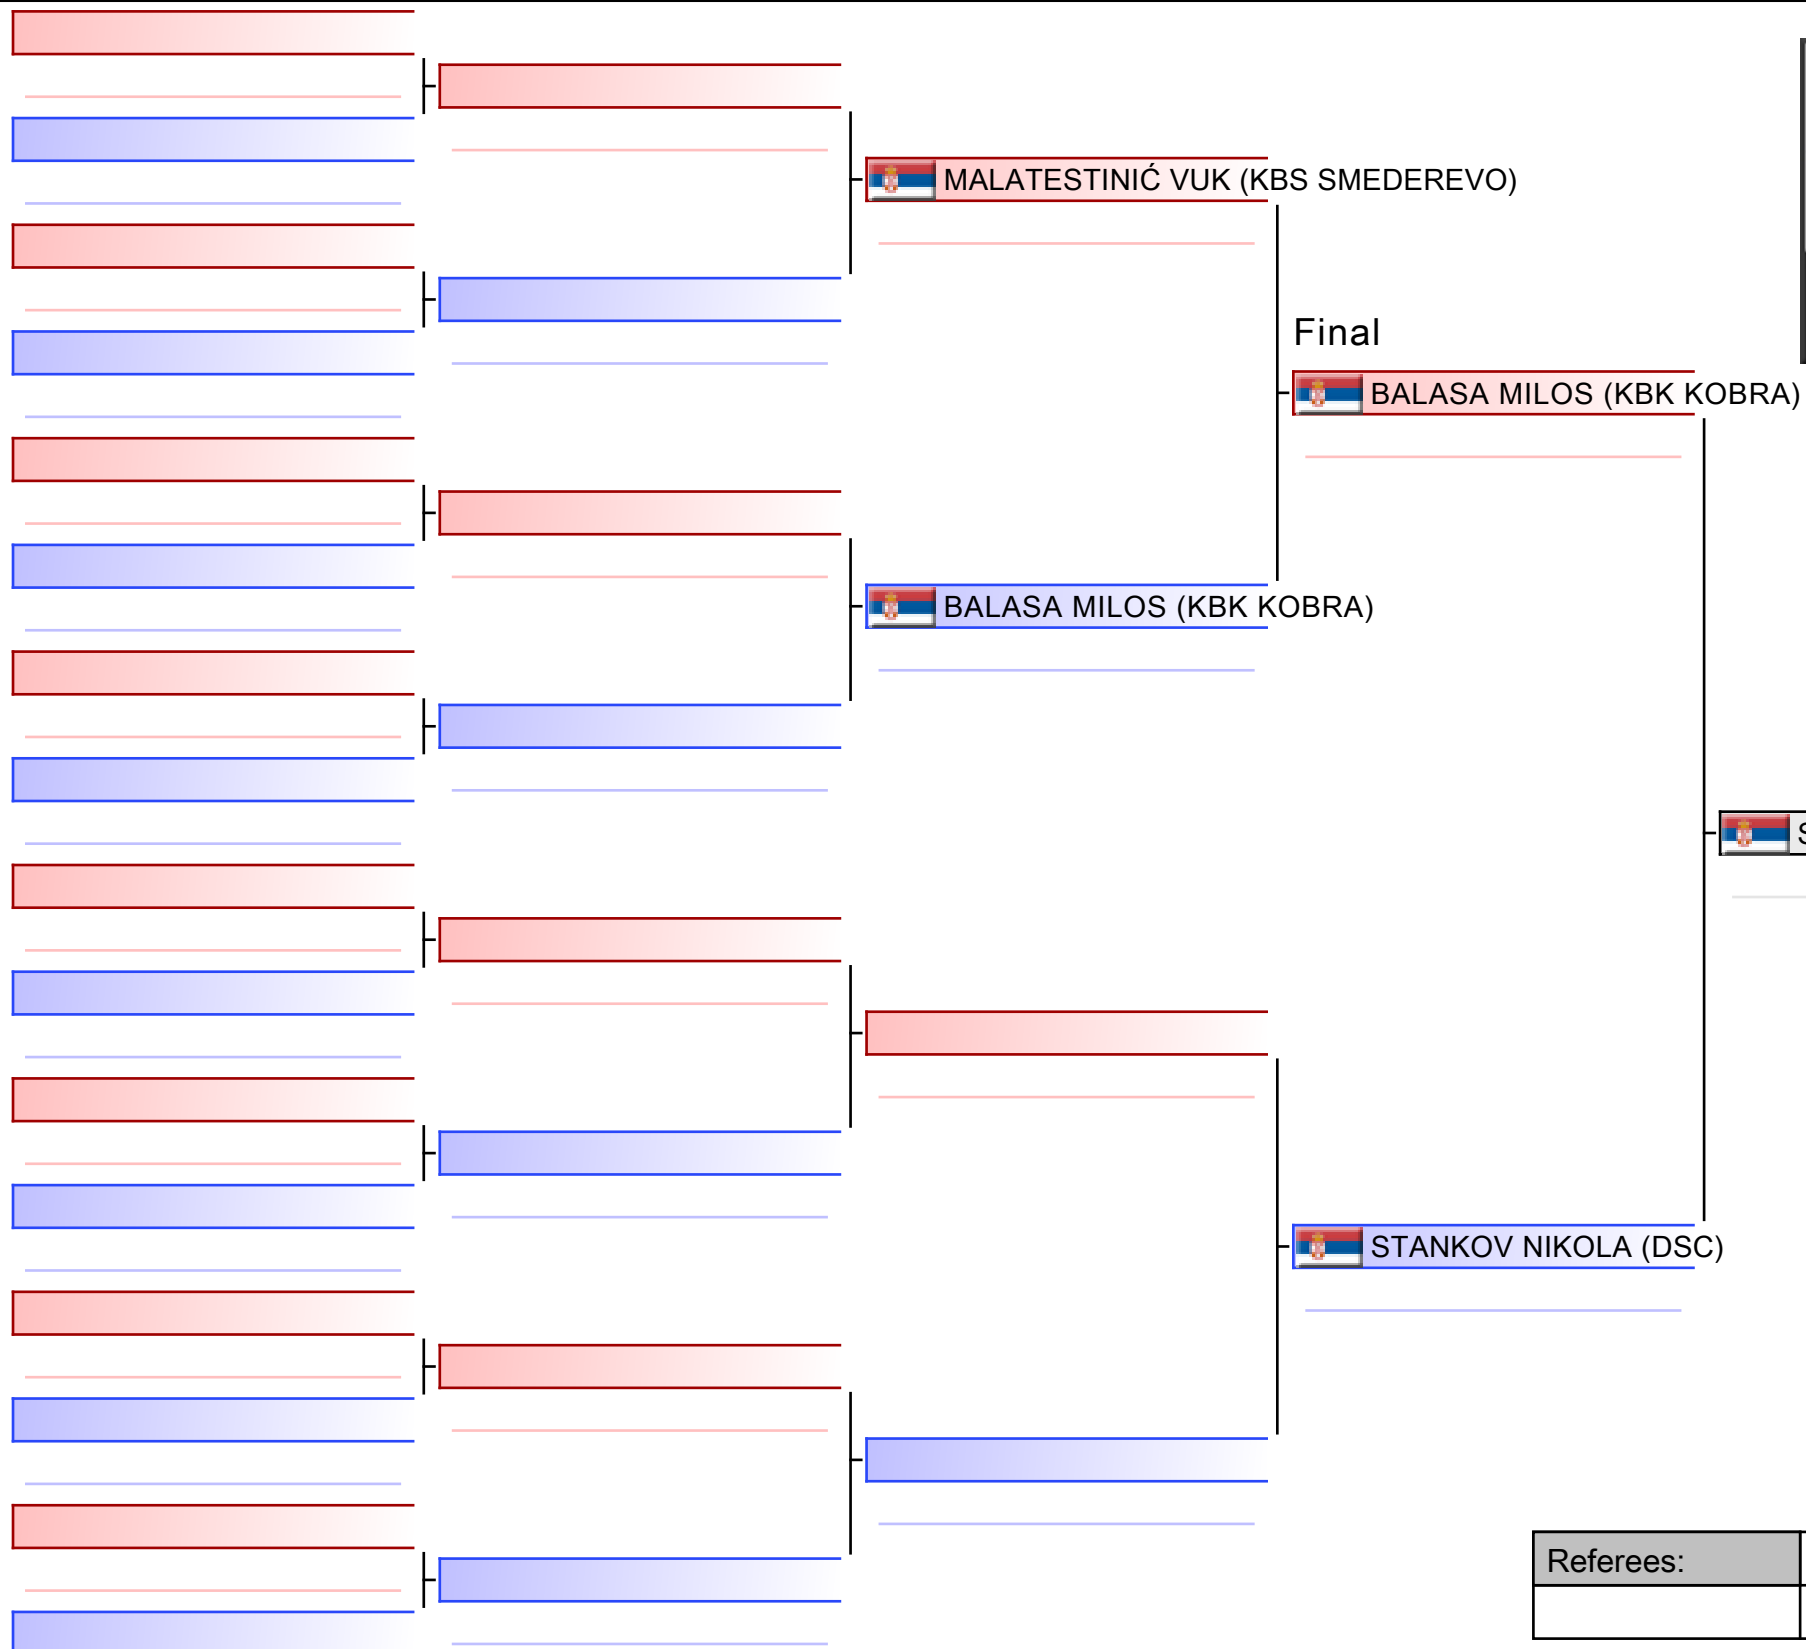 MALATESTINIĆ VUK (KBS SMEDEREVO)
Final
BALASA MILOS (KBK KOBRA)
BALASA MILOS (KBK KOBRA)
STANKOV NIKOLA (DSC)
Referees: